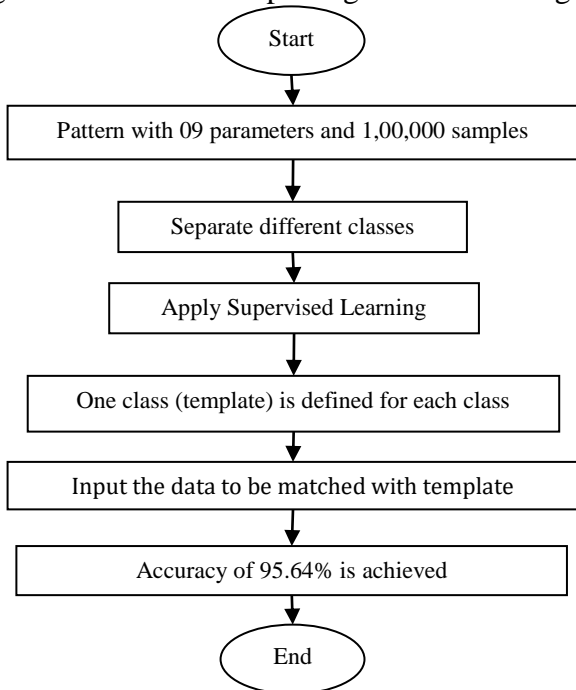 Start
Pattern with 09 parameters and 1,00,000 samples
Separate different classes
Apply Supervised Learning
One class (template) is defined for each class
Input the data to be matched with template
Accuracy of 95.64% is achieved
End